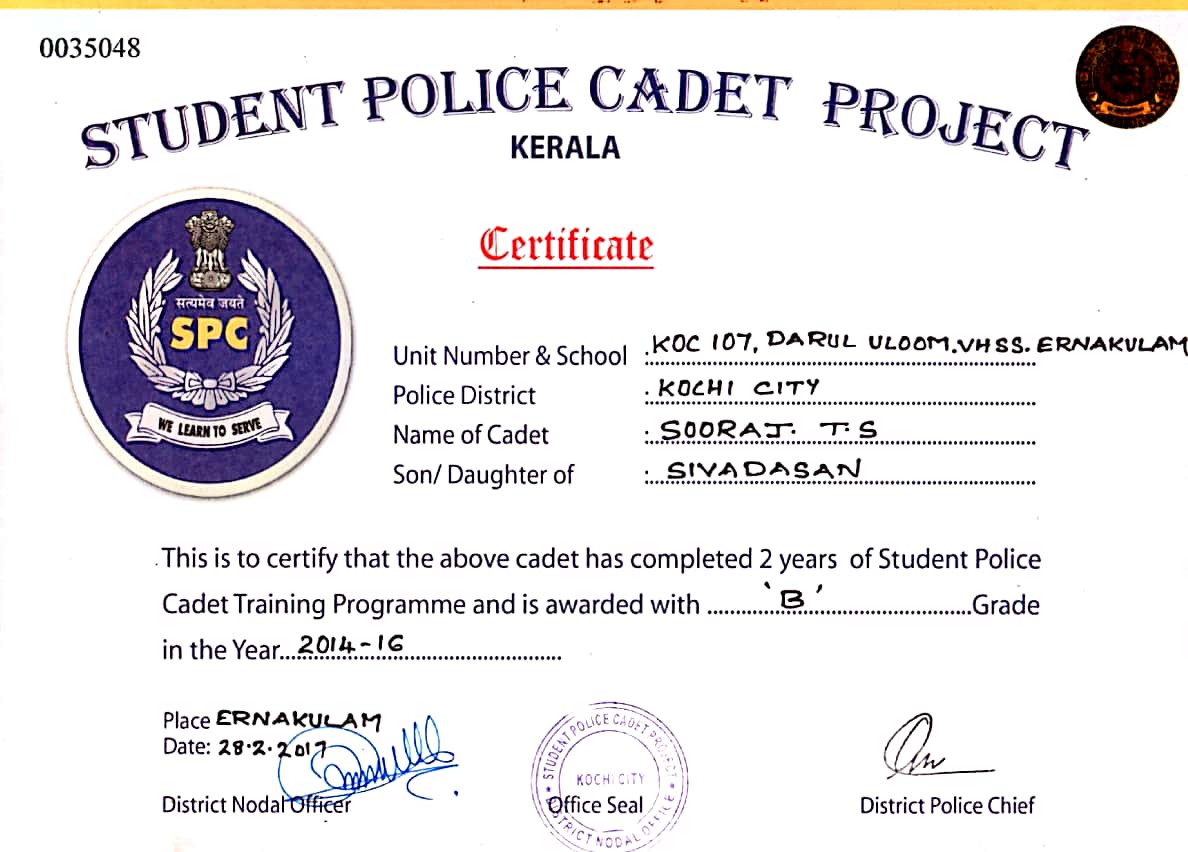 0035048
STUDENT POLICE CADET PROJECT
KERALA
Certificate
सत्यमेव जयते
SPC
WE LEARN TO SERVE
Unit Number & School : KOC 107, DARUL ULOOM.VHSS. ERNAKULAM
Police District : KOCHI CITY
Name of Cadet : SOORAJ. T.S
Son/ Daughter of : SIVADASAN
This is to certify that the above cadet has completed 2 years of Student Police
Cadet Training Programme and is awarded with 'B' Grade
in the Year 2014-16
Place ERNAKULAM
Date: 28.2.2017
District Nodal Officer
STUDENT POLICE CADET PROJECT
KOCHI CITY
DISTRICT NODAL OFFICE
Office Seal
District Police Chief